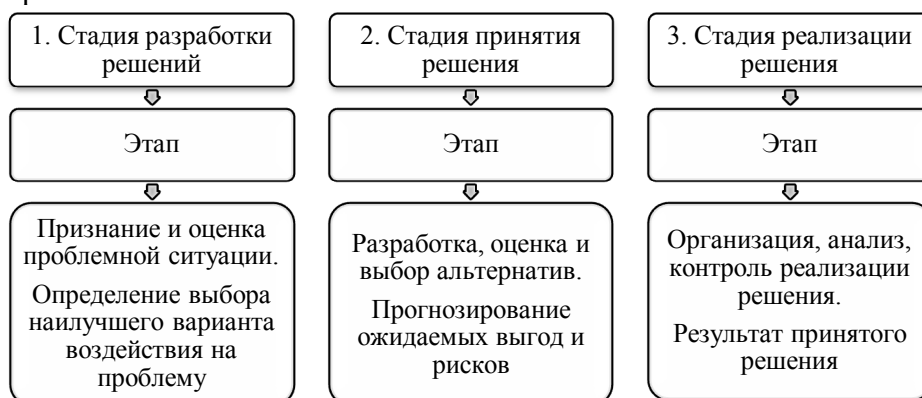 1. Стадия разработки
решений
2. Стадия принятия
решения
3. Стадия реализации
решения
Этап
Этап
Этап
Признание и оценка
проблемной ситуации.
Определение выбора
наилучшего варианта
воздействия на
проблему
Разработка, оценка и
выбор альтернатив.
Прогнозирование
ожидаемых выгод и
рисков
Организация, анализ,
контроль реализации
решения.
Результат принятого
решения